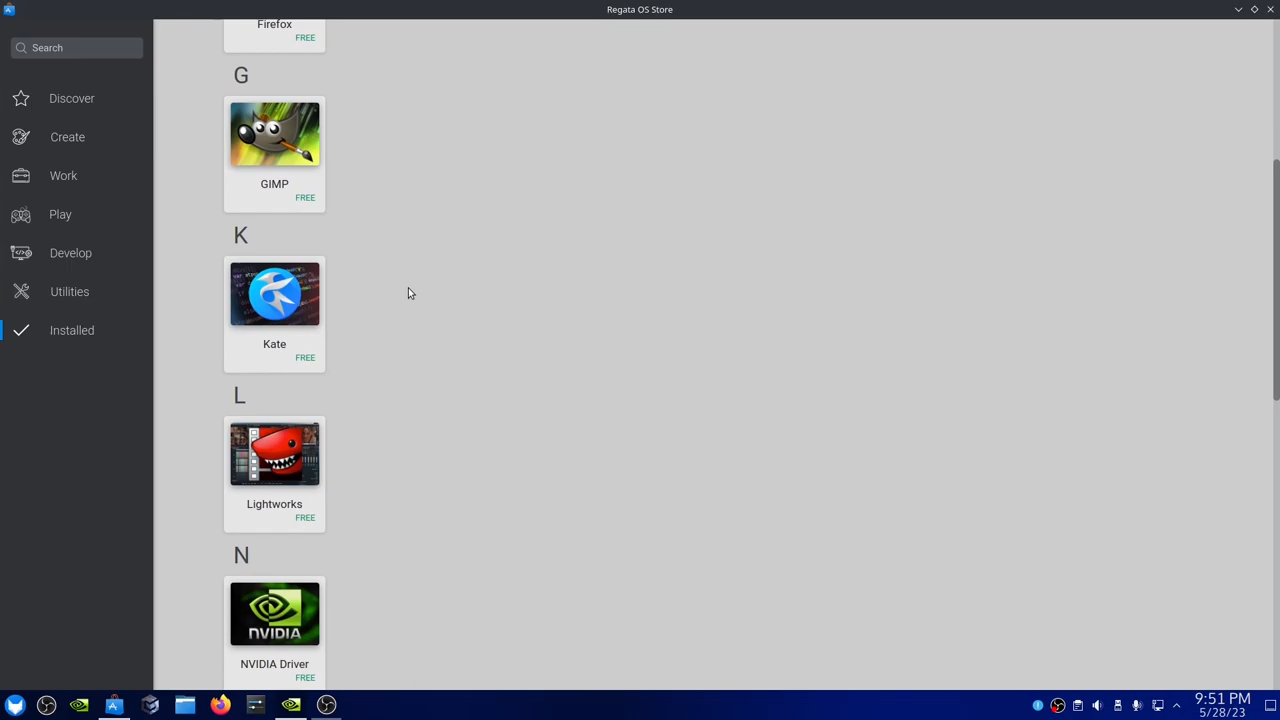 Regata OS Store
Search
Discover
Create
Work
Play
Develop
Utilities
Installed
Firefox
FREE
G
GIMP
FREE
K
Kate
FREE
L
Lightworks
FREE
N
NVIDIA
NVIDIA Driver
FREE
9:51 PM
5/28/23